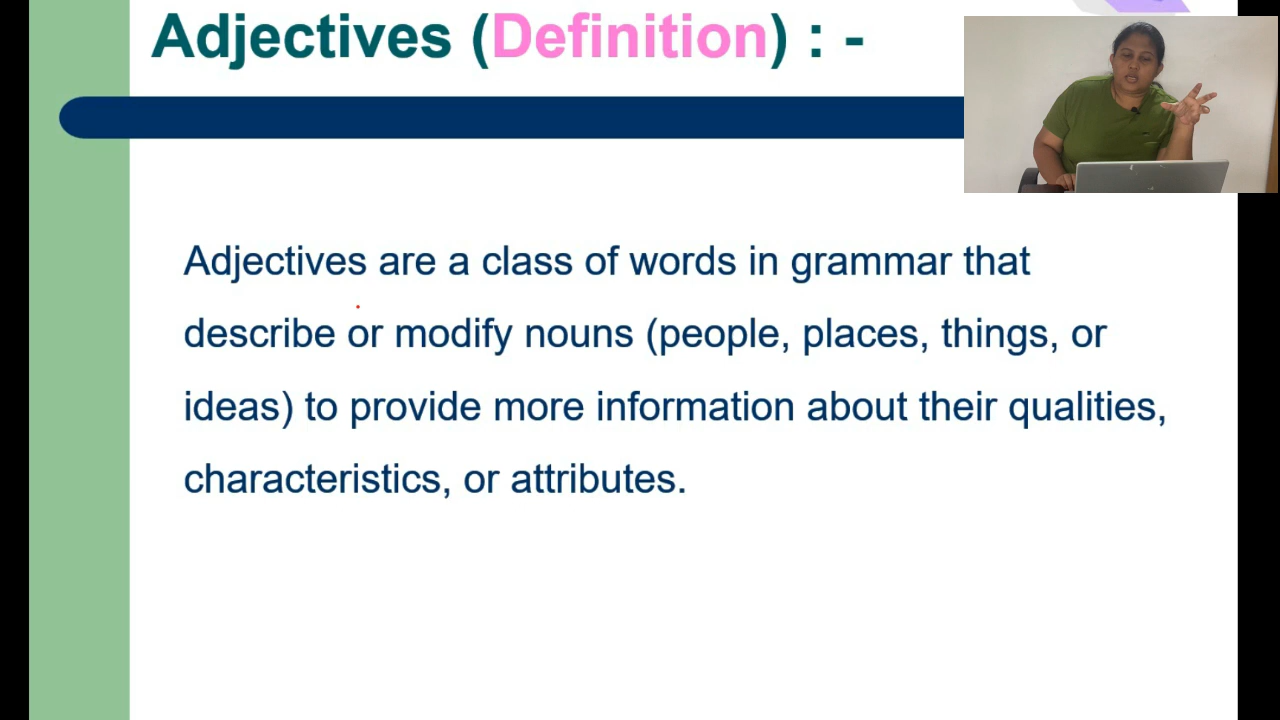 Adjectives (Definition) : -
Adjectives are a class of words in grammar that
describe or modify nouns (people, places, things, or
ideas) to provide more information about their qualities,
characteristics, or attributes.